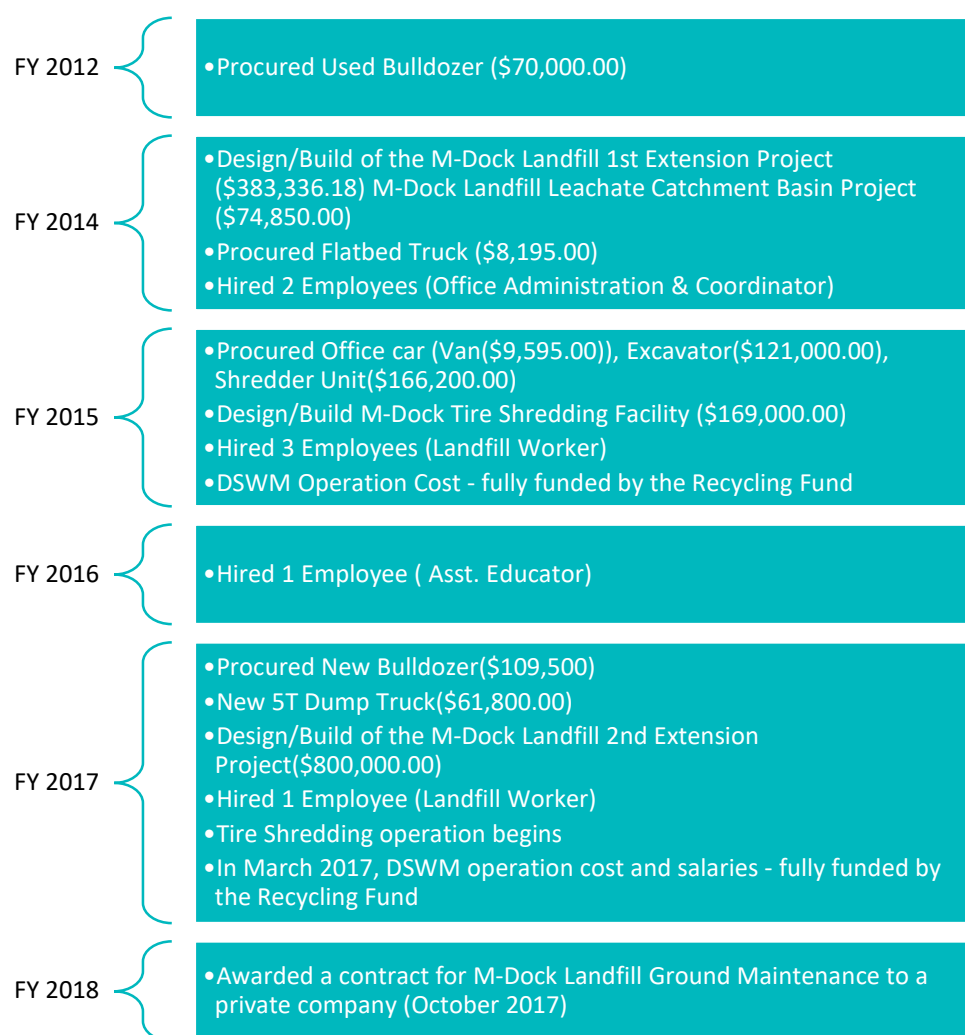 FY 2012
•Procured Used Bulldozer ($70,000.00)
FY 2014
•Design/Build of the M-Dock Landfill 1st Extension Project
($383,336.18) M-Dock Landfill Leachate Catchment Basin Project
($74,850.00)
•Procured Flatbed Truck ($8,195.00)
•Hired 2 Employees (Office Administration & Coordinator)
FY 2015
•Procured Office car (Van($9,595.00)), Excavator($121,000.00),
Shredder Unit($166,200.00)
•Design/Build M-Dock Tire Shredding Facility ($169,000.00)
•Hired 3 Employees (Landfill Worker)
•DSWM Operation Cost - fully funded by the Recycling Fund
FY 2016
•Hired 1 Employee ( Asst. Educator)
FY 2017
•Procured New Bulldozer($109,500)
•New 5T Dump Truck($61,800.00)
•Design/Build of the M-Dock Landfill 2nd Extension
Project($800,000.00)
•Hired 1 Employee (Landfill Worker)
•Tire Shredding operation begins
•In March 2017, DSWM operation cost and salaries - fully funded by
the Recycling Fund
FY 2018
•Awarded a contract for M-Dock Landfill Ground Maintenance to a
private company (October 2017)